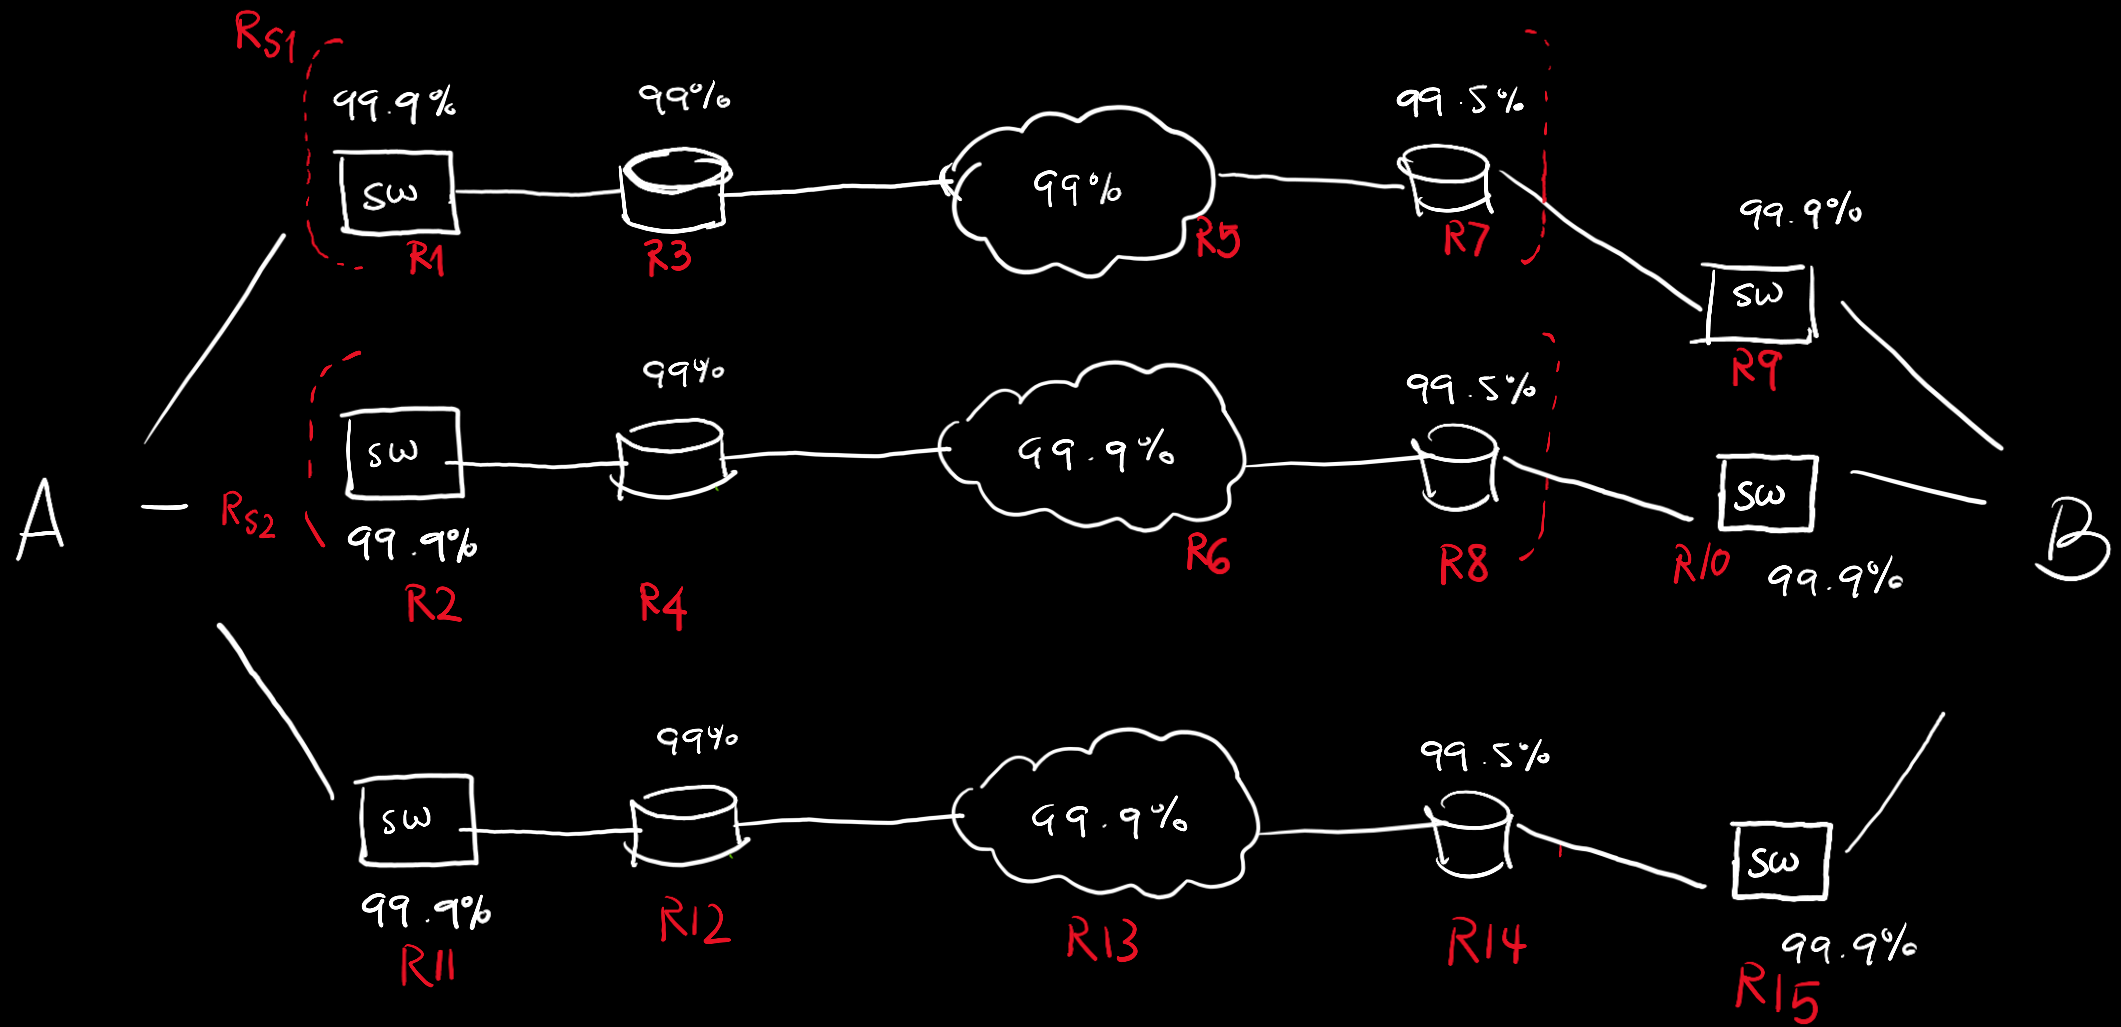 RS1
99.9% 99% 99.5%
SW 99% SW
R1 R3 R5 R7
99.9%
SW
R9
99% 99.5%
SW 99.9% SW
A RS2 B
99.9% R6 R8 R10 99.9%
R2 R4
99% 99.5%
SW 99.9% SW
99.9% R12 R13 R14 99.9%
R11 R15